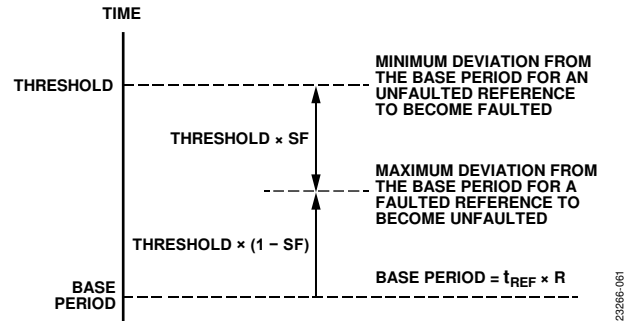 TIME
THRESHOLD
MINIMUM DEVIATION FROM
THE BASE PERIOD FOR AN
UNFAULTED REFERENCE
TO BECOME FAULTED
THRESHOLD × SF
MAXIMUM DEVIATION FROM
THE BASE PERIOD FOR A
FAULTED REFERENCE TO
BECOME UNFAULTED
THRESHOLD × (1 – SF)
BASE
PERIOD
BASE PERIOD = tREF × R
23266-061